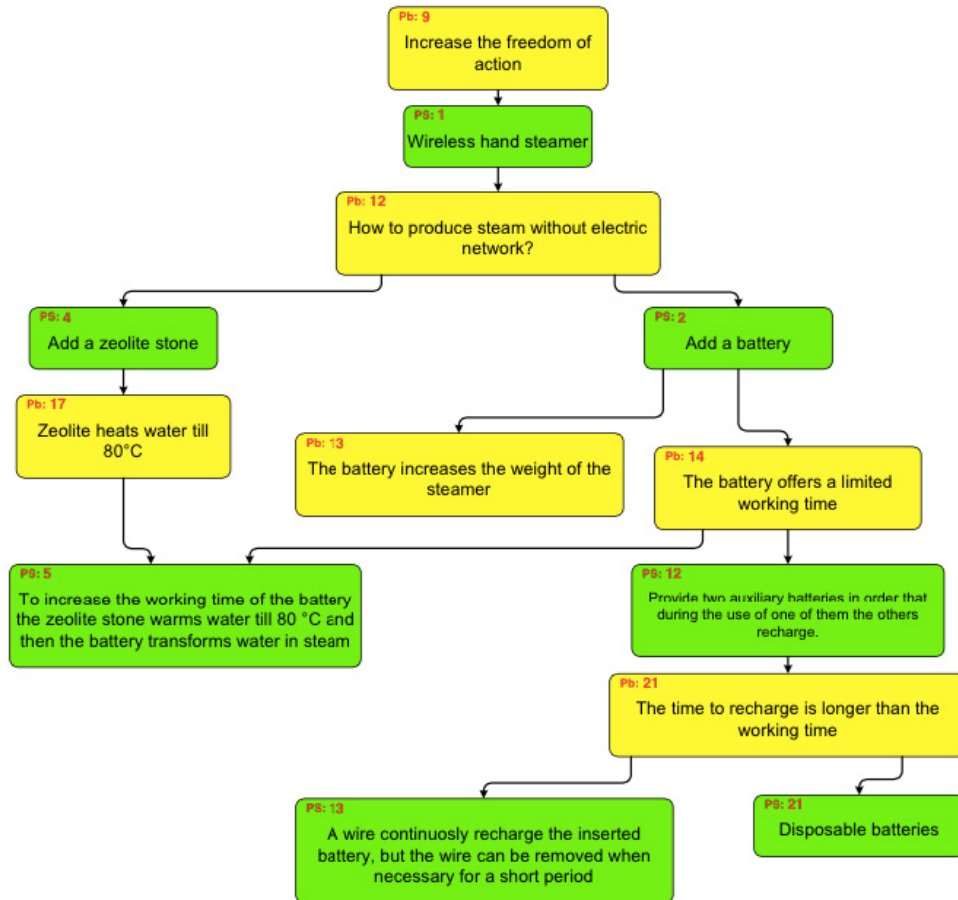 Pb: 9
Increase the freedom of
action
PS: 1
Wireless hand steamer
Pb: 12
How to produce steam without electric
network?
PS: 4
Add a zeolite stone
PS: 2
Add a battery
Pb: 17
Zeolite heats water till
80°C
Pb: 13
The battery increases the weight of the
steamer
Pb: 14
The battery offers a limited
working time
PS: 5
To increase the working time of the battery
the zeolite stone warms water till 80 °C and
then the battery transforms water in steam
PS: 12
Provide two auxiliary batteries in order that
during the use of one of them the others
recharge.
Pb: 21
The time to recharge is longer than the
working time
PS: 13
A wire continuosly recharge the inserted
battery, but the wire can be removed when
necessary for a short period
PS: 21
Disposable batteries